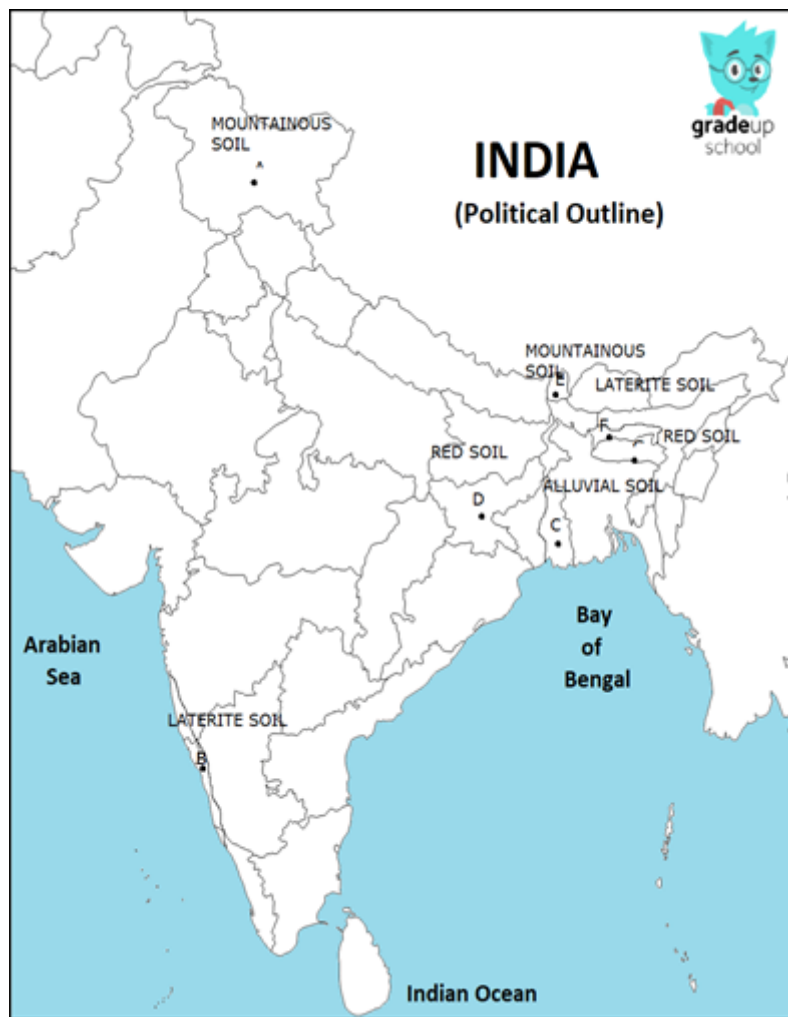 gradeup
school
MOUNTAINOUS
SOIL
A
INDIA
(Political Outline)
MOUNTAINOUS
SOIL
E
LATERITE SOIL
F
RED SOIL
RED SOIL
ALLUVIAL SOIL
D
C
Arabian
Sea
Bay
of
Bengal
LATERITE SOIL
B
Indian Ocean